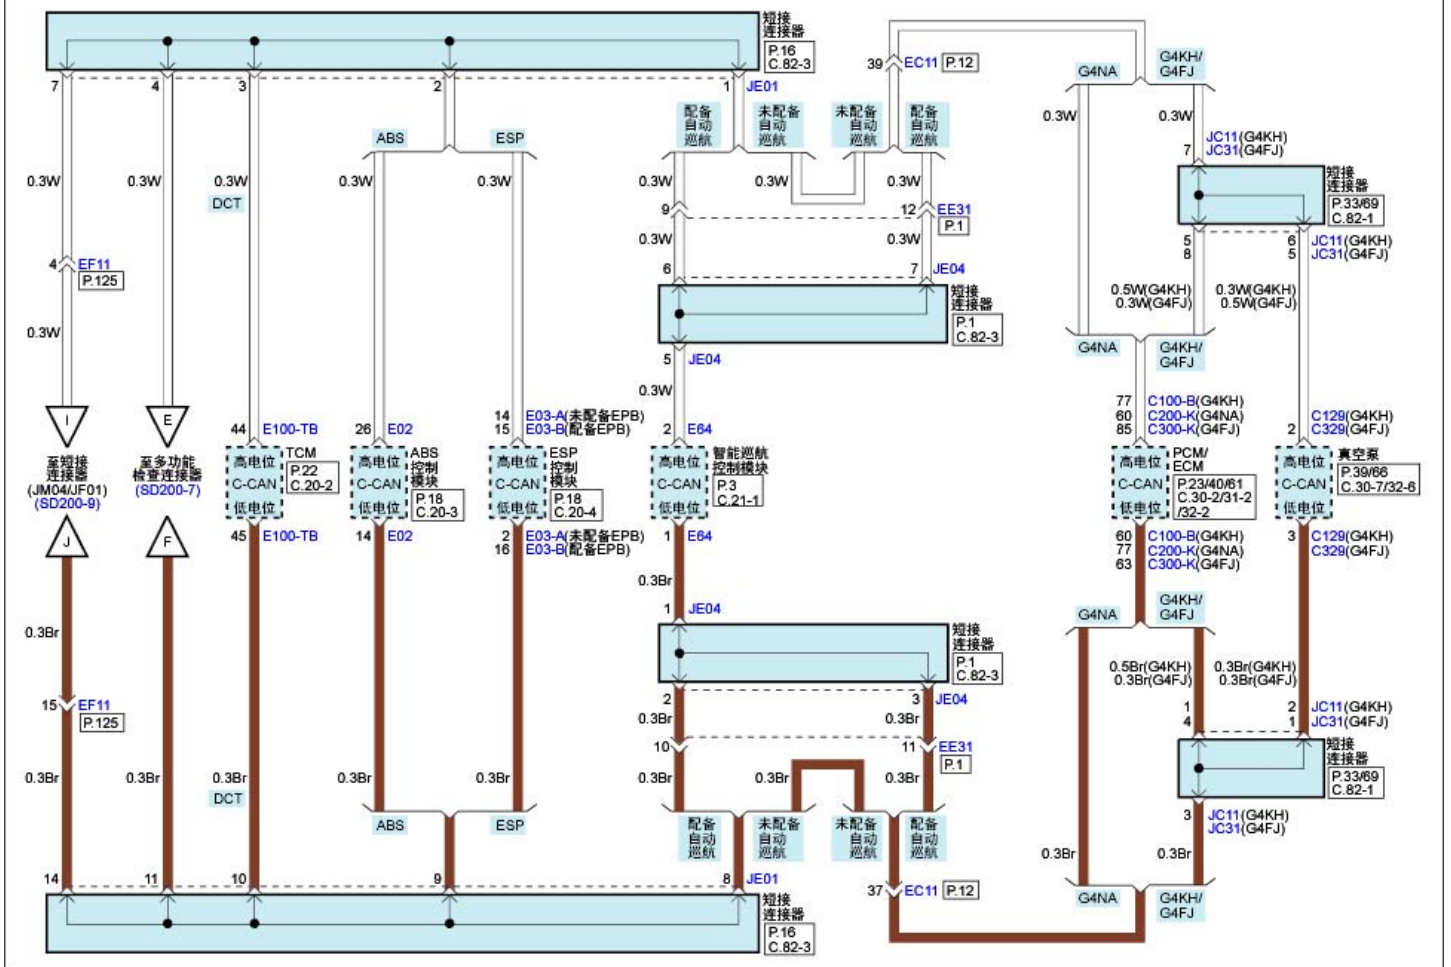 短接
连接器
P.16
C.82-3
7
4
3
2
1
JE01
39
EC11
P.12
G4NA
G4KH/
G4FJ
配备
自动
巡航
未配备
自动
巡航
未配备
自动
巡航
配备
自动
巡航
ABS
ESP
0.3W
0.3W
JC11(G4KH)
7
JC31(G4FJ)
短接
连接器
P.33/69
C.82-1
0.3W
0.3W
0.3W
0.3W
0.3W
0.3W
0.3W
0.3W
DCT
9
12
EE31
P.1
0.3W
0.3W
5
6
JC11(G4KH)
8
5
JC31(G4FJ)
4
EF11
P.125
6
7
JE04
短接
连接器
P.1
C.82-3
0.5W(G4KH)
0.3W(G4FJ)
0.3W(G4KH)
0.5W(G4FJ)
0.3W
5
JE04
G4NA
G4KH/
G4FJ
0.3W
I
E
44
E100-TB
26
E02
14
E03-A(未配备EPB)
15
E03-B(配备EPB)
2
E64
77
C100-B(G4KH)
60
C200-K(G4NA)
85
C300-K(G4FJ)
C129(G4KH)
2
C329(G4FJ)
至短接
连接器
(JM04/JF01)
(SD200-9)
至多功能
检查连接器
(SD200-7)
高电位
C-CAN
低电位
TCM
P.22
C.20-2
高电位
C-CAN
低电位
ABS
控制
模块
P.18
C.20-3
高电位
C-CAN
低电位
ESP
控制
模块
P.18
C.20-4
高电位
C-CAN
低电位
智能巡航
控制模块
P.3
C.21-1
高电位
C-CAN
低电位
PCM/
ECM
P.23/40/61
C.30-2/31-2
/32-2
高电位
C-CAN
低电位
真空泵
P.39/66
C.30-7/32-6
J
F
45
E100-TB
14
E02
2
E03-A(未配备EPB)
16
E03-B(配备EPB)
1
E64
60
C100-B(G4KH)
77
C200-K(G4NA)
63
C300-K(G4FJ)
3
C129(G4KH)
C329(G4FJ)
0.3Br
1
JE04
G4NA
G4KH/
G4FJ
0.3Br
短接
连接器
P.1
C.82-3
0.5Br(G4KH)
0.3Br(G4FJ)
0.3Br(G4KH)
0.3Br(G4FJ)
15
EF11
P.125
2
3
JE04
0.3Br
0.3Br
1
2
JC11(G4KH)
4
1
JC31(G4FJ)
10
11
EE31
P.1
短接
连接器
P.33/69
C.82-1
0.3Br
0.3Br
0.3Br
0.3Br
0.3Br
0.3Br
0.3Br
0.3Br
DCT
3
JC11(G4KH)
JC31(G4FJ)
ABS
ESP
配备
自动
巡航
未配备
自动
巡航
未配备
自动
巡航
配备
自动
巡航
0.3Br
0.3Br
14
11
10
9
8
JE01
37
EC11
P.12
G4NA
G4KH/
G4FJ
短接
连接器
P.16
C.82-3